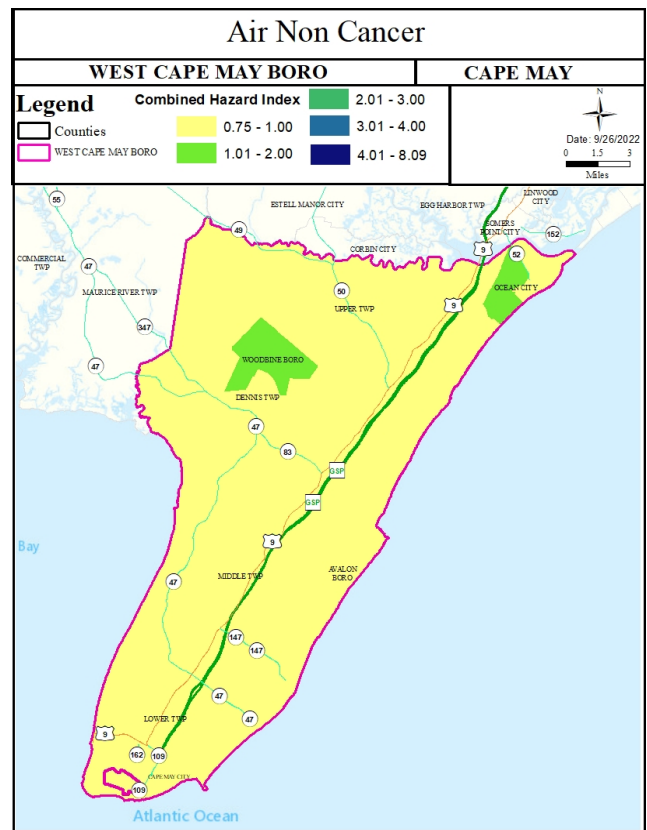 Air Non Cancer
WEST CAPE MAY BORO
CAPE MAY
Legend
Counties
WEST CAPE MAY BORO
Combined Hazard Index
0.75 - 1.00
1.01 - 2.00
2.01 - 3.00
3.01 - 4.00
4.01 - 8.09
N
Date: 9/26/2022
0 1.5 3
Miles
LINWOOD
CITY
55
ESTELL MANOR CITY
EGG HARBOR TWP
SOMERS
POINT CITY
49
152
CORBIN CITY
9
52
COMMERCIAL
TWP
47
MAURICE RIVER TWP
50
OCEAN CITY
UPPER TWP
9
347
WOODBINE BORO
47
DENNIS TWP
47
83
GSP
GSP
9
Bay
MIDDLE TWP
AVALON
BORO
47
147
147
47
LOWER TWP
47
9
162
109
CAPE MAY CITY
109
Atlantic Ocean